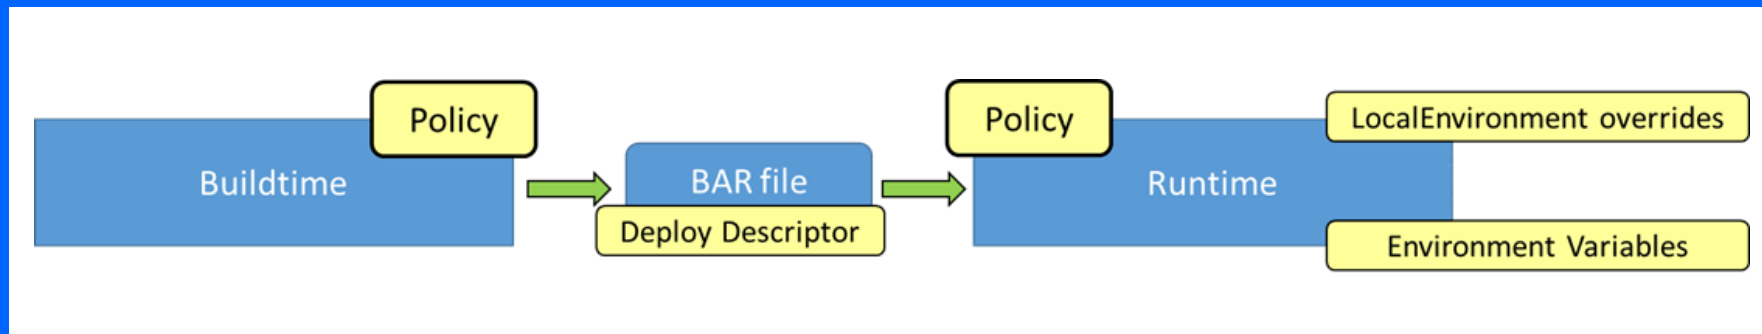 Policy
Buildtime
BAR file
Deploy Descriptor
Policy
Runtime
LocalEnvironment overrides
Environment Variables